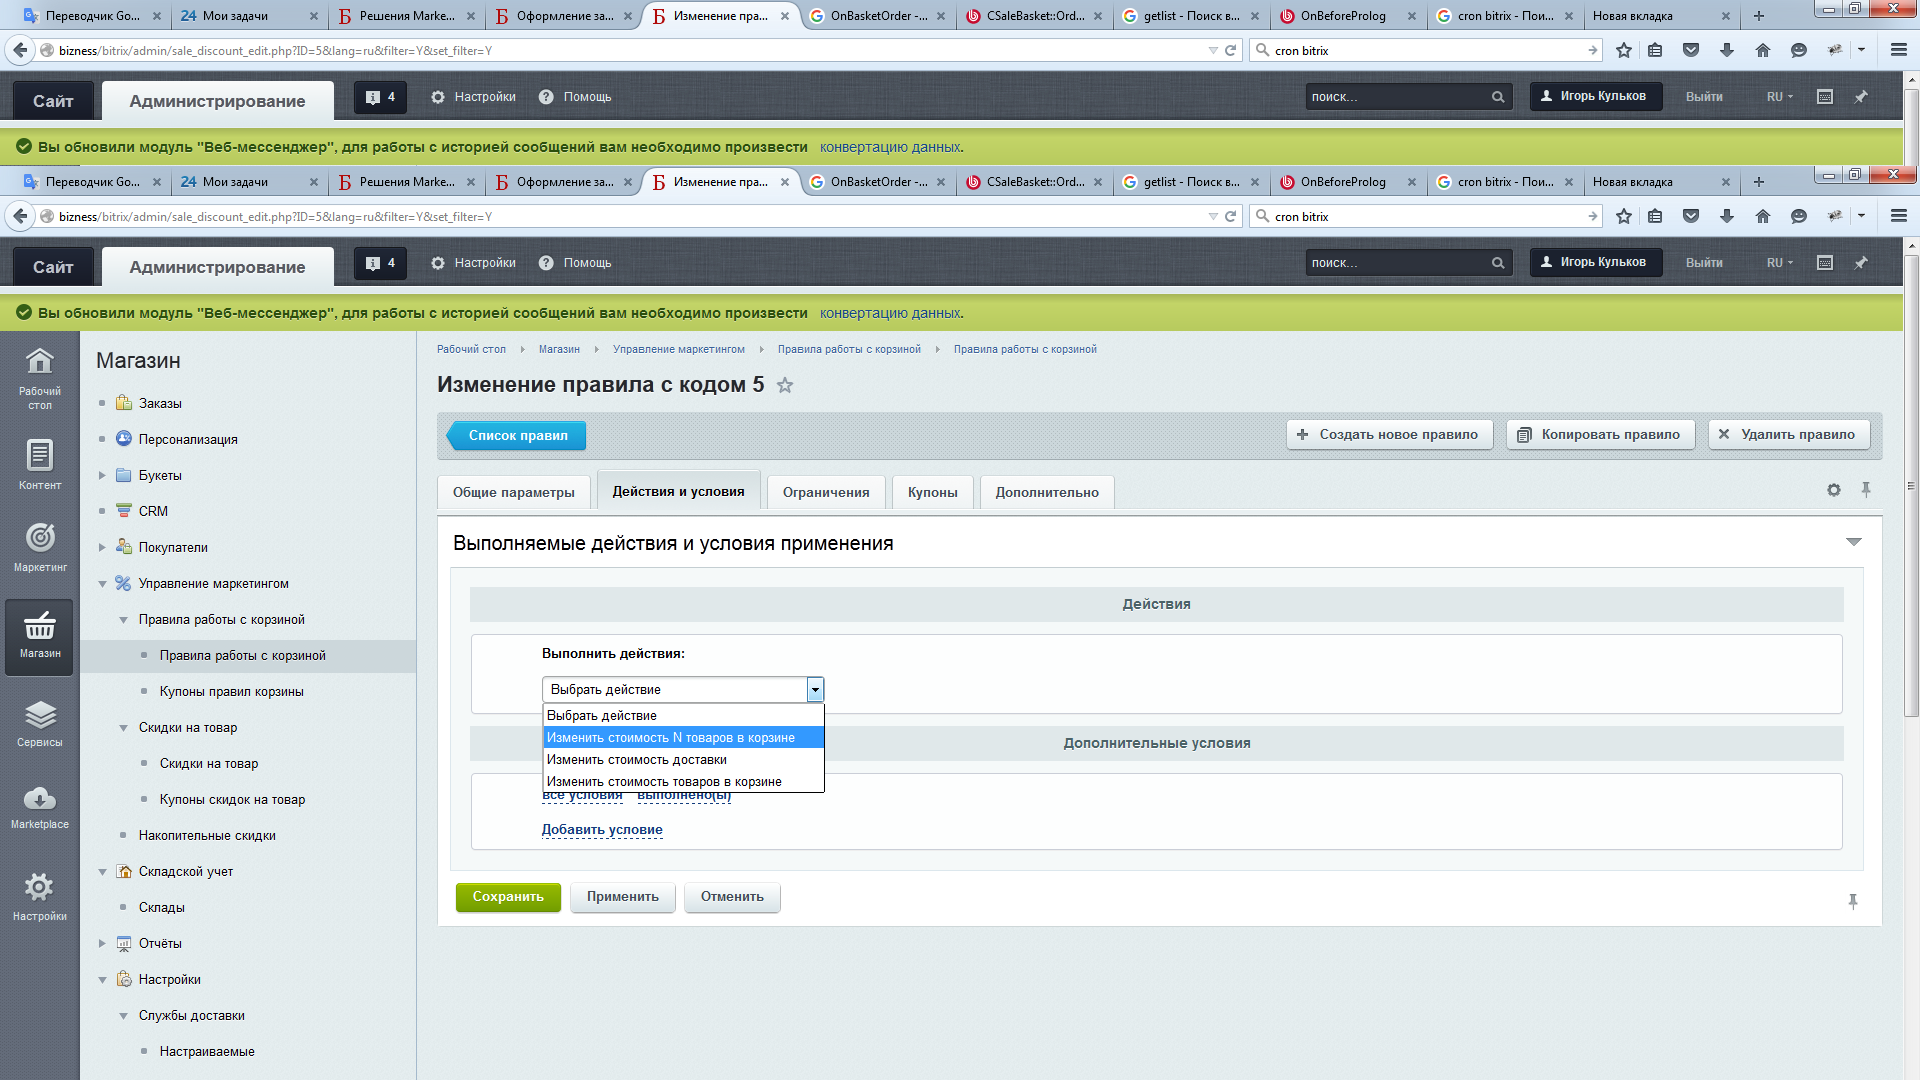 Переводчик Go...
24 Мои задачи
Решения Marke...
Оформление за...
Изменение пра...
OnBasketOrder -...
CSaleBasket::Ord...
getlist - Поиск в...
OnBeforeProlog
cron bitrix - Пои...
Новая вкладка
bizness/bitrix/admin/sale_discount_edit.php?ID=5&lang=ru&filter=Y&set_filter=Y
cron bitrix
Сайт
Администрирование
4
Настройки
Помощь
поиск...
Игорь Кульков
Выйти
RU
Вы обновили модуль "Веб-мессенджер", для работы с историей сообщений вам необходимо произвести конвертацию данных.
Переводчик Go...
24 Мои задачи
Решения Marke...
Оформление за...
Изменение пра...
OnBasketOrder -...
CSaleBasket::Ord...
getlist - Поиск в...
OnBeforeProlog
cron bitrix - Пои...
Новая вкладка
bizness/bitrix/admin/sale_discount_edit.php?ID=5&lang=ru&filter=Y&set_filter=Y
cron bitrix
Сайт
Администрирование
4
Настройки
Помощь
поиск...
Игорь Кульков
Выйти
RU
Вы обновили модуль "Веб-мессенджер", для работы с историей сообщений вам необходимо произвести конвертацию данных.
Рабочий
стол
Контент
Маркетинг
Магазин
Сервисы
Marketplace
Настройки
Магазин
Заказы
Персонализация
Букеты
CRM
Покупатели
Управление маркетингом
Правила работы с корзиной
Правила работы с корзиной
Купоны правил корзины
Скидки на товар
Скидки на товар
Купоны скидок на товар
Накопительные скидки
Складской учет
Склады
Отчёты
Настройки
Службы доставки
Настраиваемые
Рабочий стол
Магазин
Управление маркетингом
Правила работы с корзиной
Правила работы с корзиной
Изменение правила с кодом 5
Список правил
Создать новое правило
Копировать правило
Удалить правило
Общие параметры
Действия и условия
Ограничения
Купоны
Дополнительно
Выполняемые действия и условия применения
Действия
Выполнить действия:
Выбрать действие
Выбрать действие
Изменить стоимость N товаров в корзине
Изменить стоимость доставки
Изменить стоимость товаров в корзине
Дополнительные условия
все условия выполнено(ы)
Добавить условие
Сохранить
Применить
Отменить